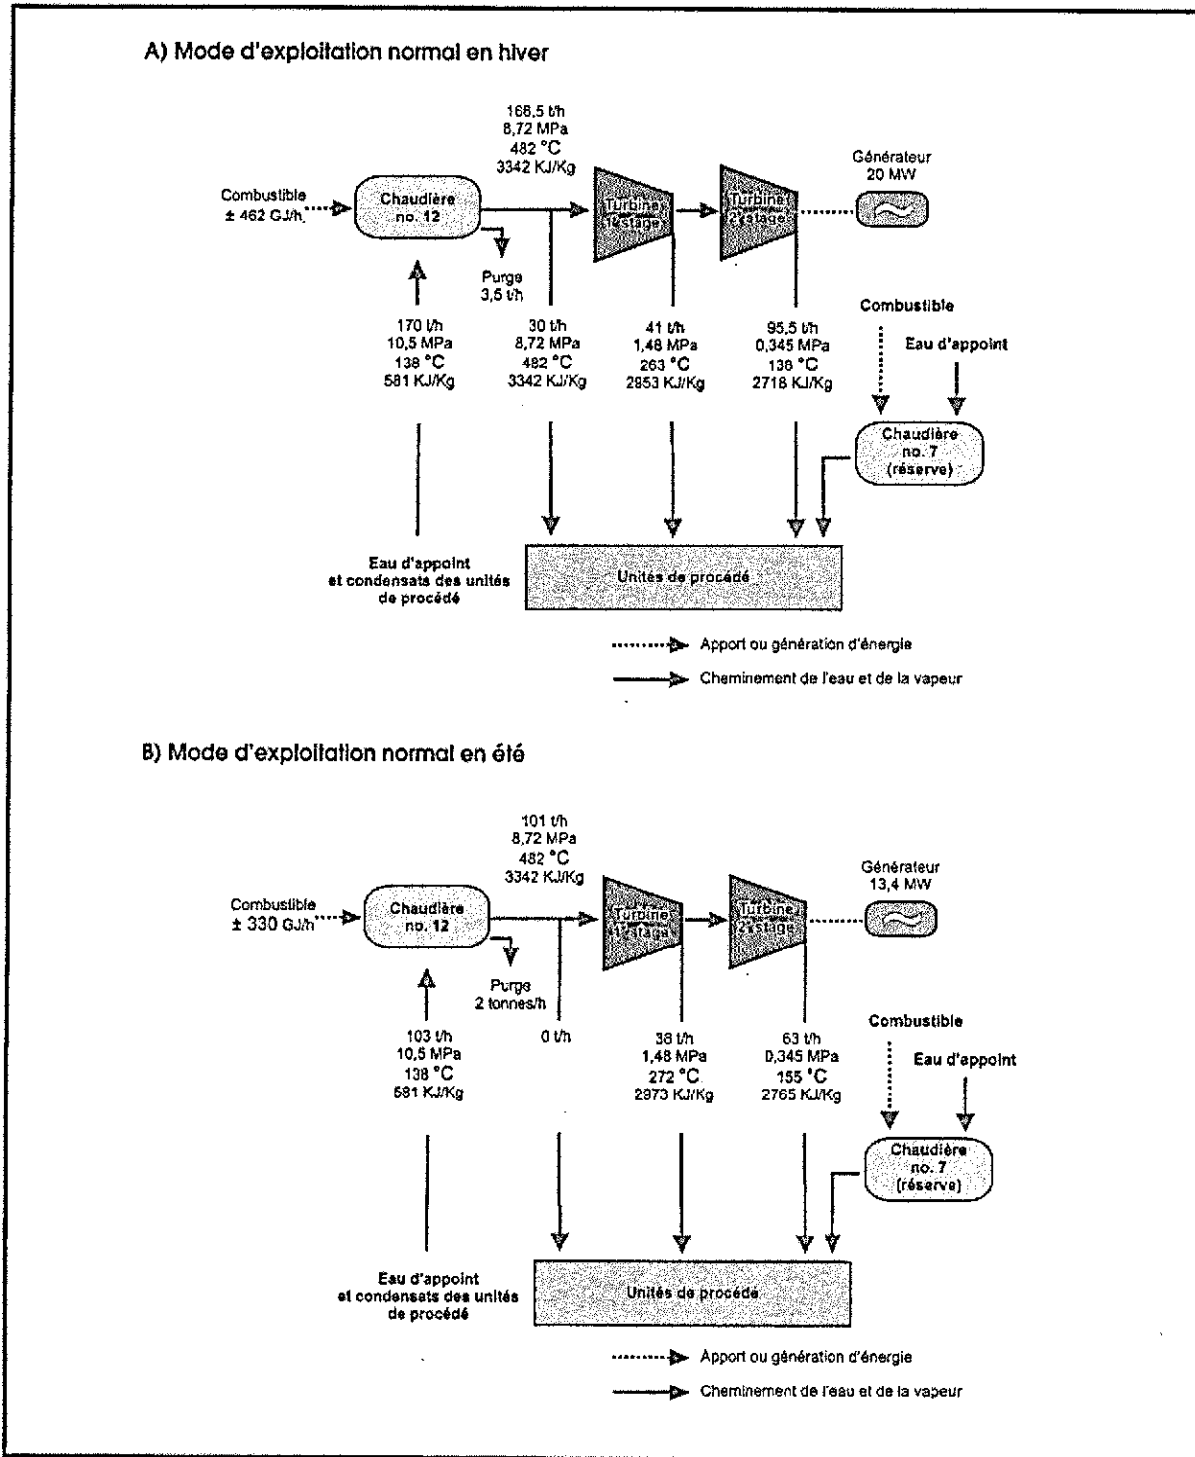 A) Mode d'exploitation normal en hiver
168,5 t/h
8,72 MPa
482 °C
3342 KJ/Kg
Combustible
± 462 GJ/h
Chaudière
no. 12
Turbine
1e stage
Turbine
2e stage
Générateur
20 MW
Purge
3,5 t/h
170 t/h
10,5 MPa
138 °C
581 KJ/Kg
30 t/h
8,72 MPa
482 °C
3342 KJ/Kg
41 t/h
1,48 MPa
263 °C
2953 KJ/Kg
95,5 t/h
0,345 MPa
138 °C
2718 KJ/Kg
Combustible
Eau d'appoint
Chaudière
no. 7
(réserve)
Eau d'appoint
et condensats des unités
de procédé
Unités de procédé
Apport ou génération d'énergie
Cheminement de l'eau et de la vapeur
B) Mode d'exploitation normal en été
101 t/h
8,72 MPa
482 °C
3342 KJ/Kg
Combustible
± 330 GJ/h
Chaudière
no. 12
Turbine
1e stage
Turbine
2e stage
Générateur
13,4 MW
Purge
2 tonnes/h
103 t/h
10,5 MPa
138 °C
581 KJ/Kg
0 t/h
38 t/h
1,48 MPa
272 °C
2973 KJ/Kg
63 t/h
0,345 MPa
155 °C
2765 KJ/Kg
Combustible
Eau d'appoint
Chaudière
no. 7
(réserve)
Eau d'appoint
et condensats des unités
de procédé
Unités de procédé
Apport ou génération d'énergie
Cheminement de l'eau et de la vapeur